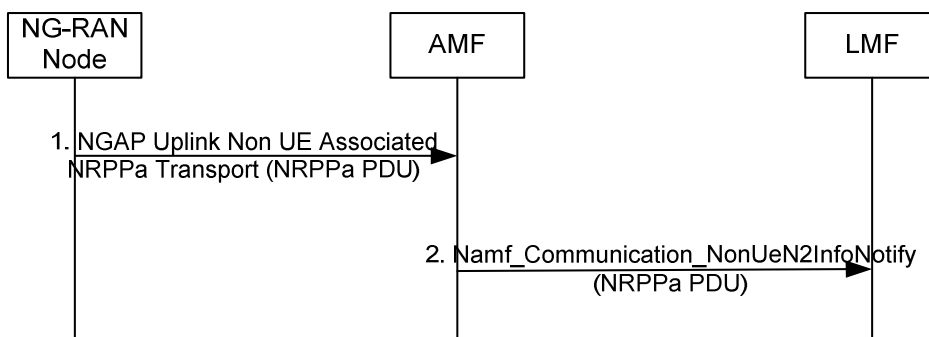 NG-RAN
Node
AMF
LMF
1. NGAP Uplink Non UE Associated
NRPPa Transport (NRPPa PDU)
2. Namf_Communication_NonUeN2InfoNotify
(NRPPa PDU)